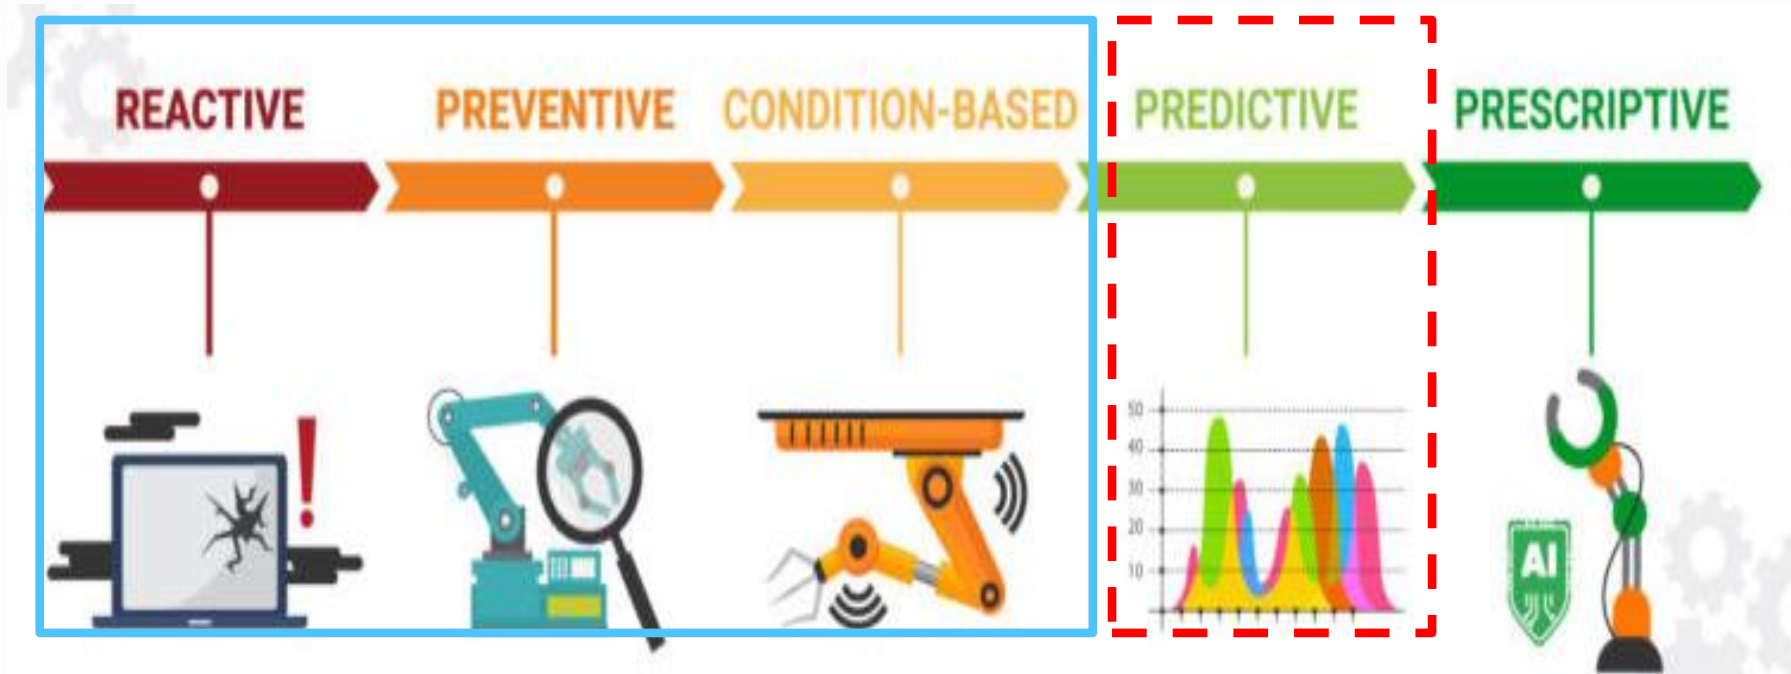 REACTIVE
PREVENTIVE
CONDITION-BASED
PREDICTIVE
PRESCRIPTIVE
50
40
30
20
10
AI